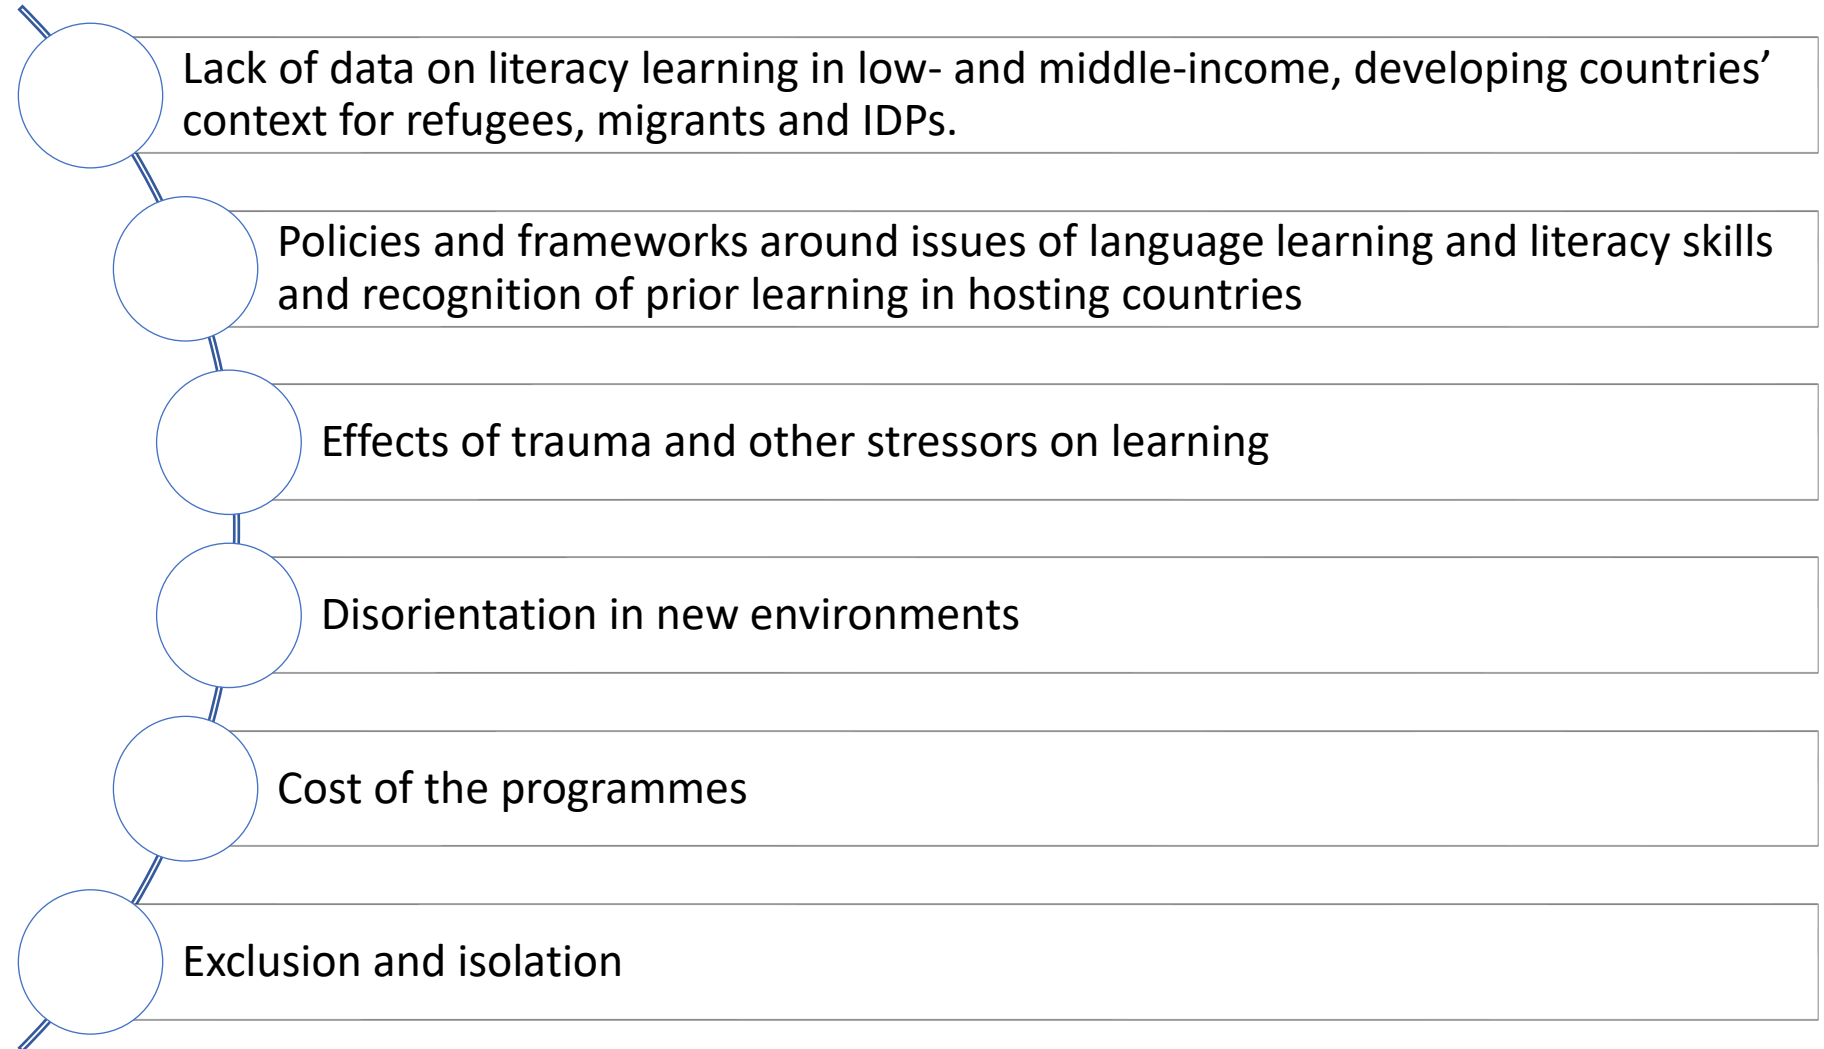 Lack of data on literacy learning in low- and middle-income, developing countries’
context for refugees, migrants and IDPs.
Policies and frameworks around issues of language learning and literacy skills
and recognition of prior learning in hosting countries
Effects of trauma and other stressors on learning
Disorientation in new environments
Cost of the programmes
Exclusion and isolation